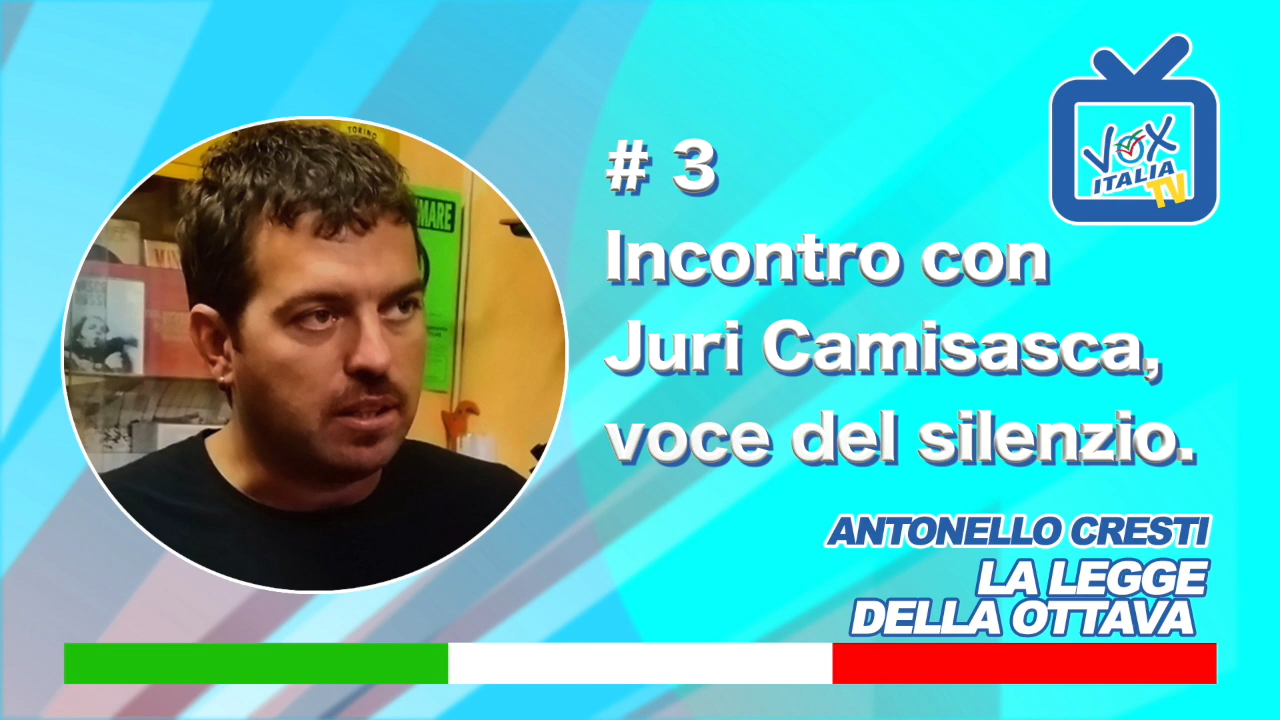 # 3
Incontro con
Juri Camisasca,
voce del silenzio.
VOX
ITALIA
TV
TORINO
MARE
ANTONELLO CRESTI
LA LEGGE
DELLA OTTAVA